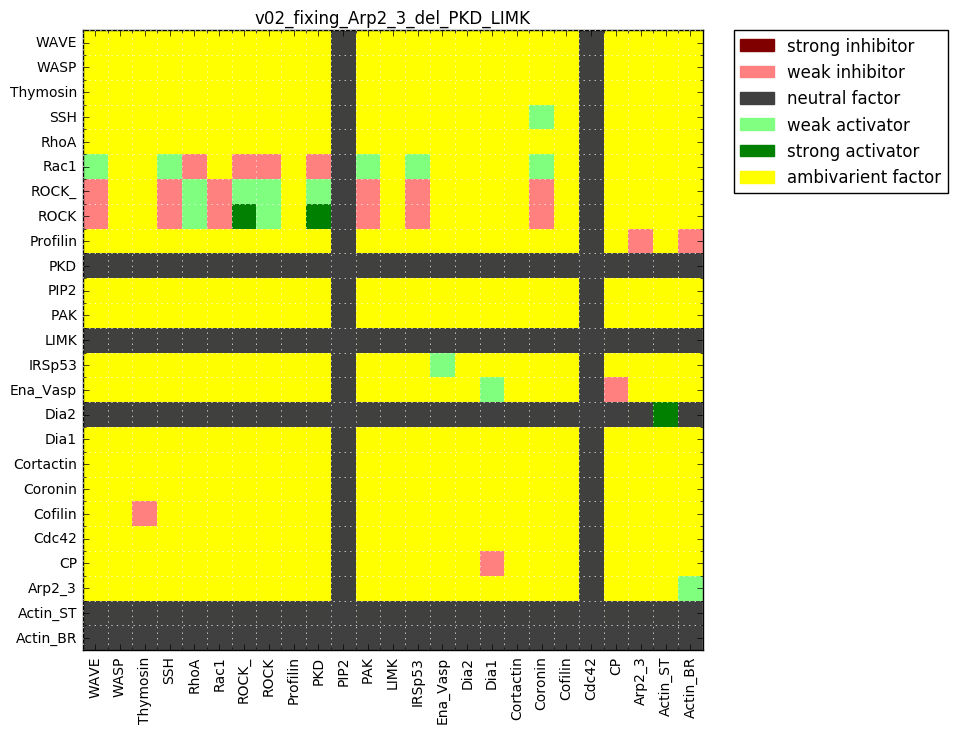 v02_fixing_Arp2_3_del_PKD_LIMK
WAVE
WASP
Thymosin
SSH
RhoA
Rac1
ROCK_
ROCK
Profilin
PKD
PIP2
PAK
LIMK
IRSp53
Ena_Vasp
Dia2
Dia1
Cortactin
Coronin
Cofilin
Cdc42
CP
Arp2_3
Actin_ST
Actin_BR
WAVE
WASP
Thymosin
SSH
RhoA
Rac1
ROCK_
ROCK
Profilin
PKD
PIP2
PAK
LIMK
IRSp53
Ena_Vasp
Dia2
Dia1
Cortactin
Coronin
Cofilin
Cdc42
CP
Arp2_3
Actin_ST
Actin_BR
strong inhibitor
weak inhibitor
neutral factor
weak activator
strong activator
ambivarient factor